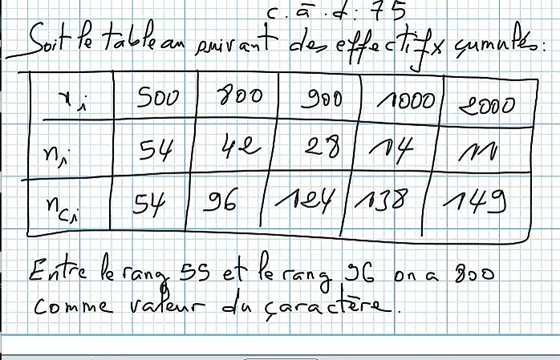 c. ā. d: 75
Soit le tableau suivant des effectifs cumulés:
xi 500 800 900 1000 2000
ni 54 42 28 14 11
nci 54 96 124 138 149
Entre le rang 55 et le rang 96 on a 800
comme valeur du caractère.